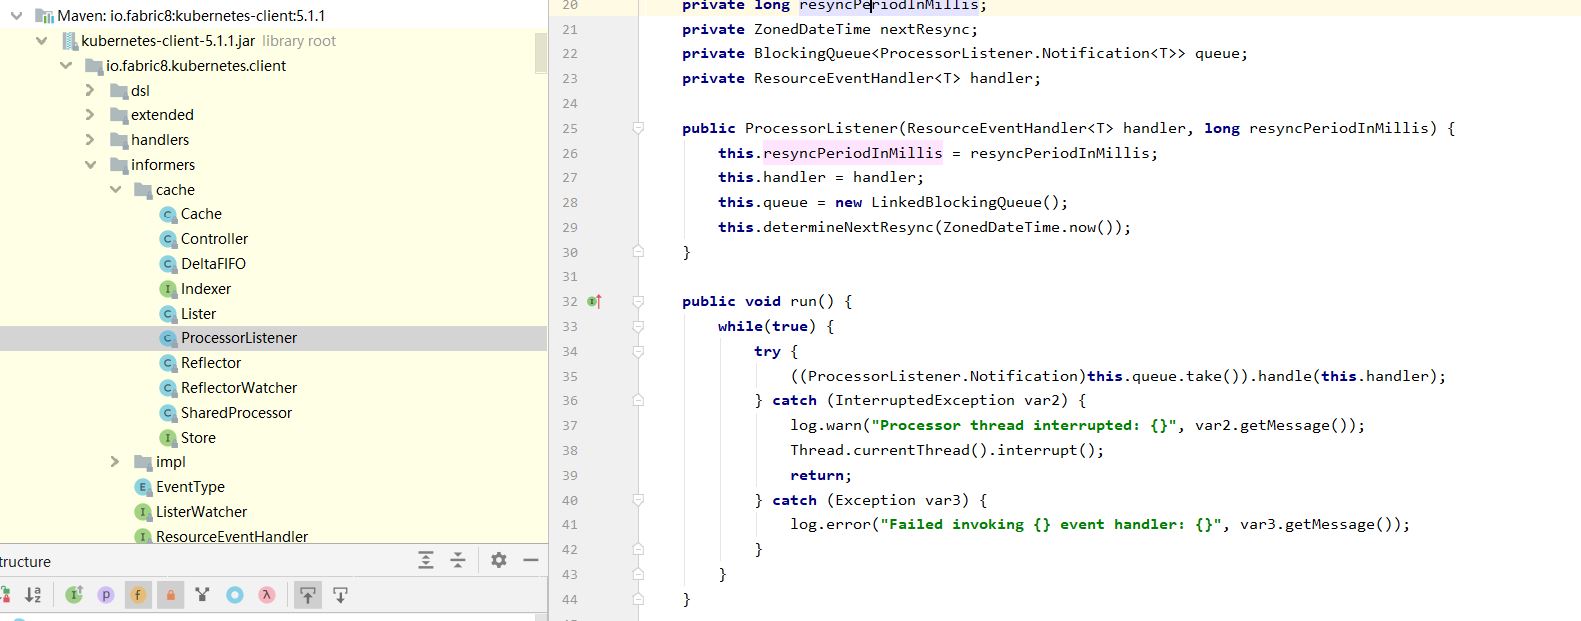 Maven: io.fabric8:kubernetes-client:5.1.1
kubernetes-client-5.1.1.jar library root
io.fabric8.kubernetes.client
dsl
extended
handlers
informers
cache
C Cache
C Controller
C DeltaFIFO
I Indexer
C Lister
C ProcessorListener
C Reflector
C ReflectorWatcher
C SharedProcessor
I Store
impl
E EventType
I ListerWatcher
I ResourceEventHandler
tructure
a z I p f λ
20 private long resyncPeriodInMillis;
21 private ZonedDateTime nextResync;
22 private BlockingQueue<ProcessorListener.Notification<T>> queue;
23 private ResourceEventHandler<T> handler;
24
25 public ProcessorListener(ResourceEventHandler<T> handler, long resyncPeriodInMillis) {
26 this.resyncPeriodInMillis = resyncPeriodInMillis;
27 this.handler = handler;
28 this.queue = new LinkedBlockingQueue();
29 this.determineNextResync(ZonedDateTime.now());
30 }
31
32 public void run() {
33 while(true) {
34 try {
35 ((ProcessorListener.Notification)this.queue.take()).handle(this.handler);
36 } catch (InterruptedException var2) {
37 log.warn("Processor thread interrupted: {}", var2.getMessage());
38 Thread.currentThread().interrupt();
39 return;
40 } catch (Exception var3) {
41 log.error("Failed invoking {} event handler: {}", var3.getMessage());
42 }
43 }
44 }